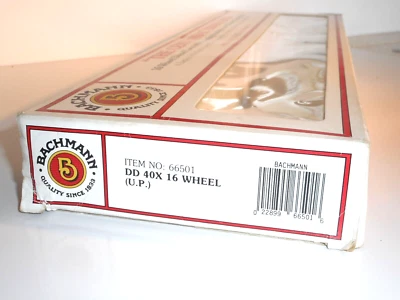 BACHMANN
QUALITY SINCE 1833
ITEM NO: 66501
DD 40X 16 WHEEL
(U.P.)
BACHMANN
0 22899 66501 6